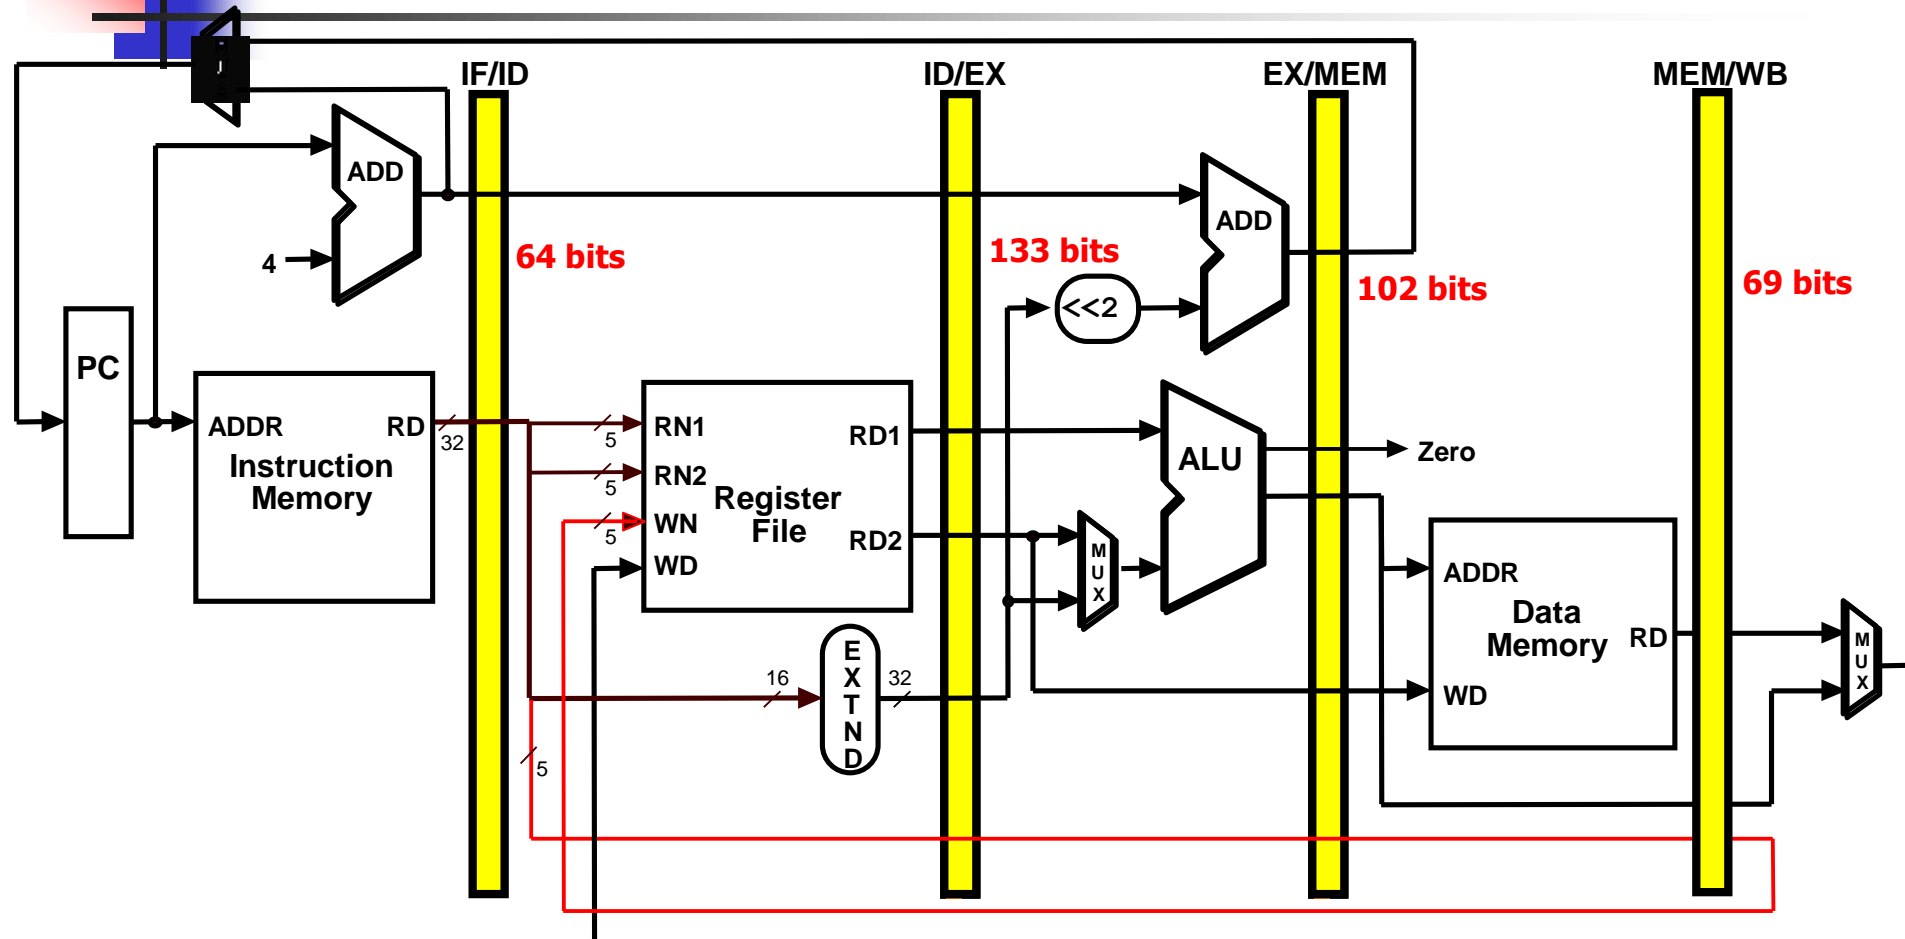 IF/ID
ID/EX
EX/MEM
MEM/WB
ADD
4
64 bits
133 bits
<<2
ADD
102 bits
69 bits
PC
ADDR
RD
32
Instruction
Memory
5
RN1
5
RN2
5
WN
WD
Register
File
RD1
RD2
16
E
X
T
N
D
32
5
M
U
X
ALU
Zero
ADDR
Data
Memory
RD
WD
M
U
X